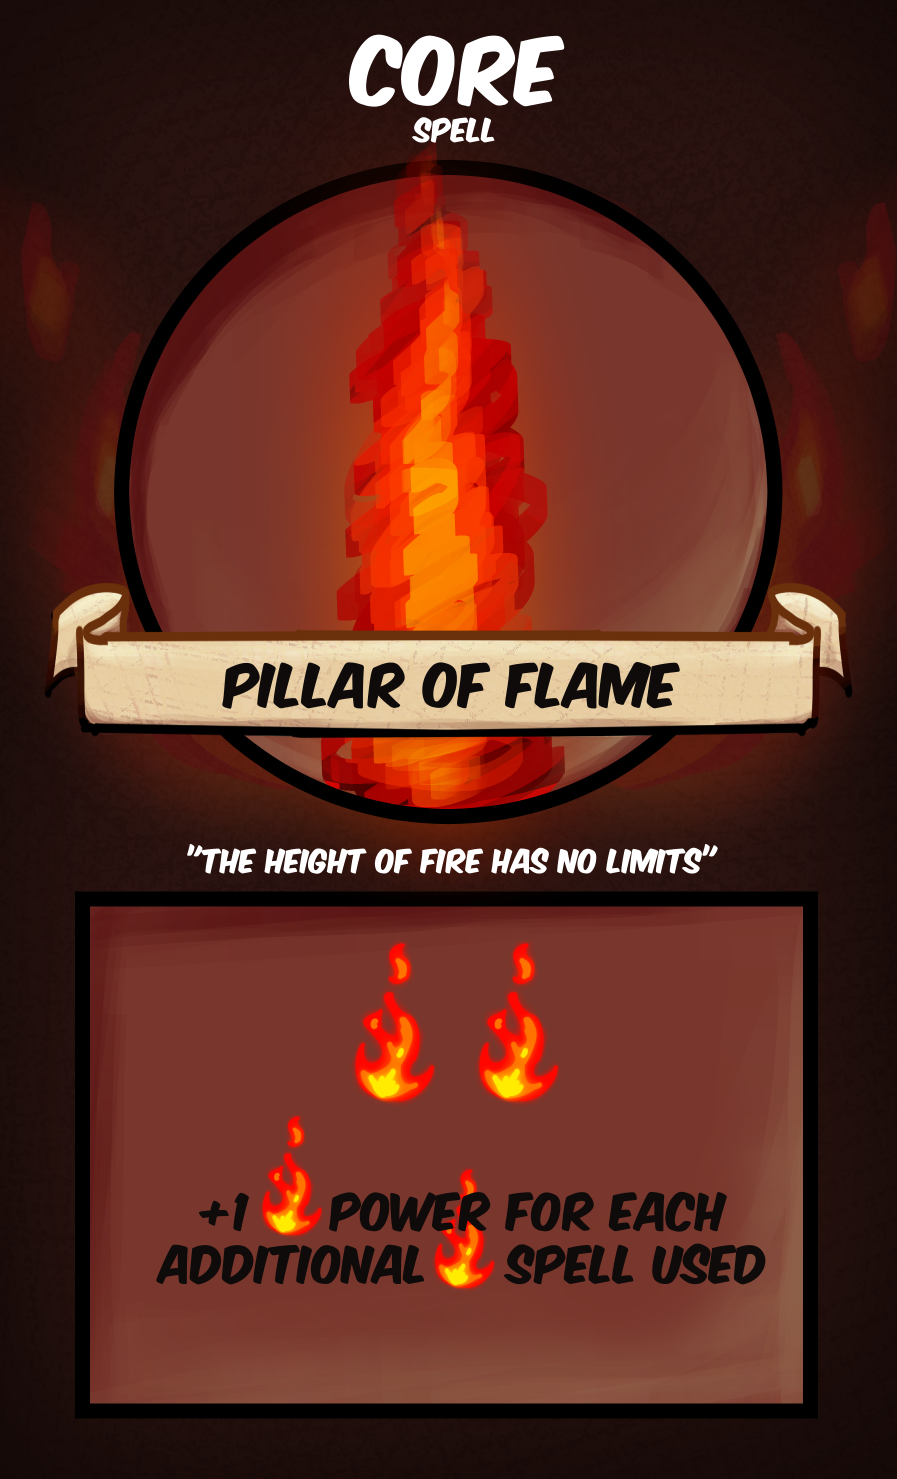 CORE
SPELL
PILLAR OF FLAME
"THE HEIGHT OF FIRE HAS NO LIMITS"
+1 POWER FOR EACH
ADDITIONAL SPELL USED